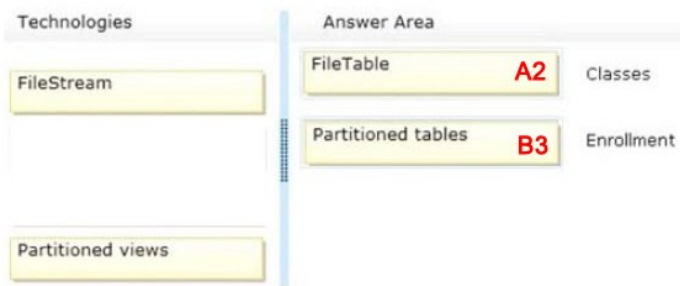 Technologies
Answer Area
FileStream
FileTable A2 Classes
Partitioned tables B3 Enrollment
Partitioned views